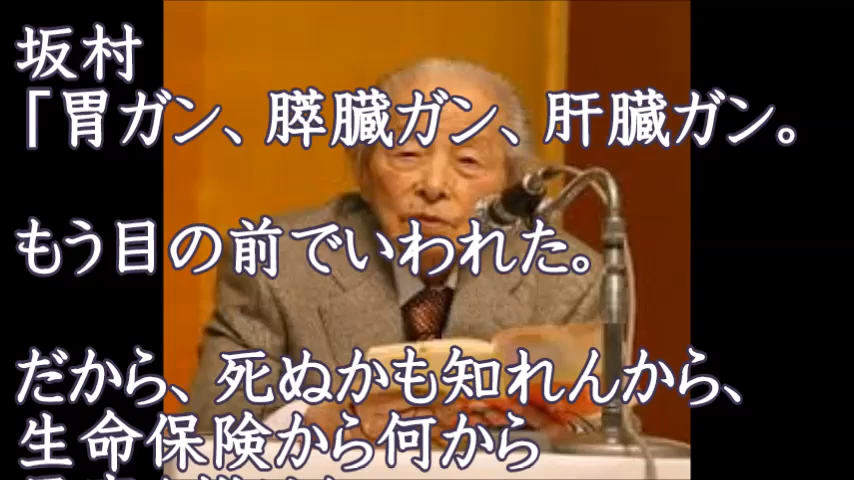 坂村
「胃ガン、膵臓ガン、肝臓ガン。
もう目の前でいわれた。
だから、死ぬかも知れんから、
生命保険から何から